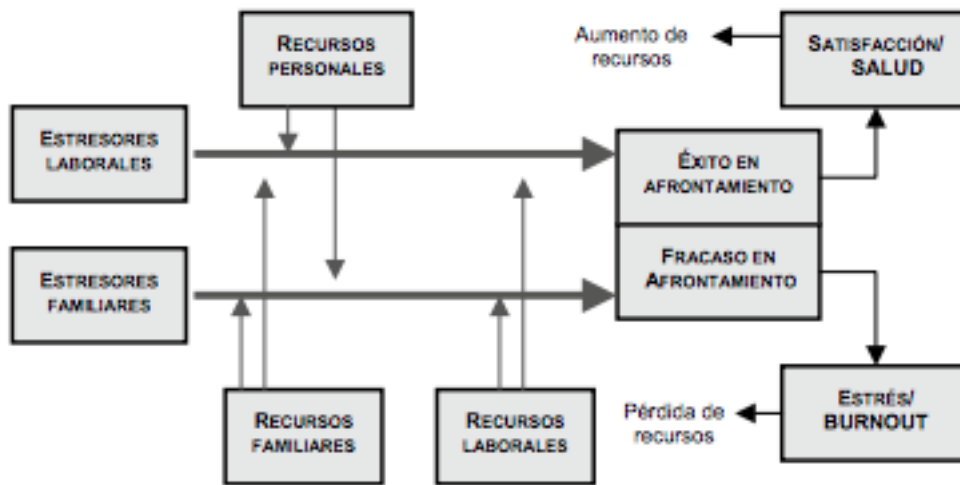 RECURSOS
PERSONALES
Aumento de
recursos
SATISFACCIÓN/
SALUD
ESTRESORES
LABORALES
ÉXITO EN
AFRONTAMIENTO
ESTRESORES
FAMILIARES
FRACASO EN
AFRONTAMIENTO
RECURSOS
FAMILIARES
RECURSOS
LABORALES
Pérdida de
recursos
ESTRÉS/
BURNOUT